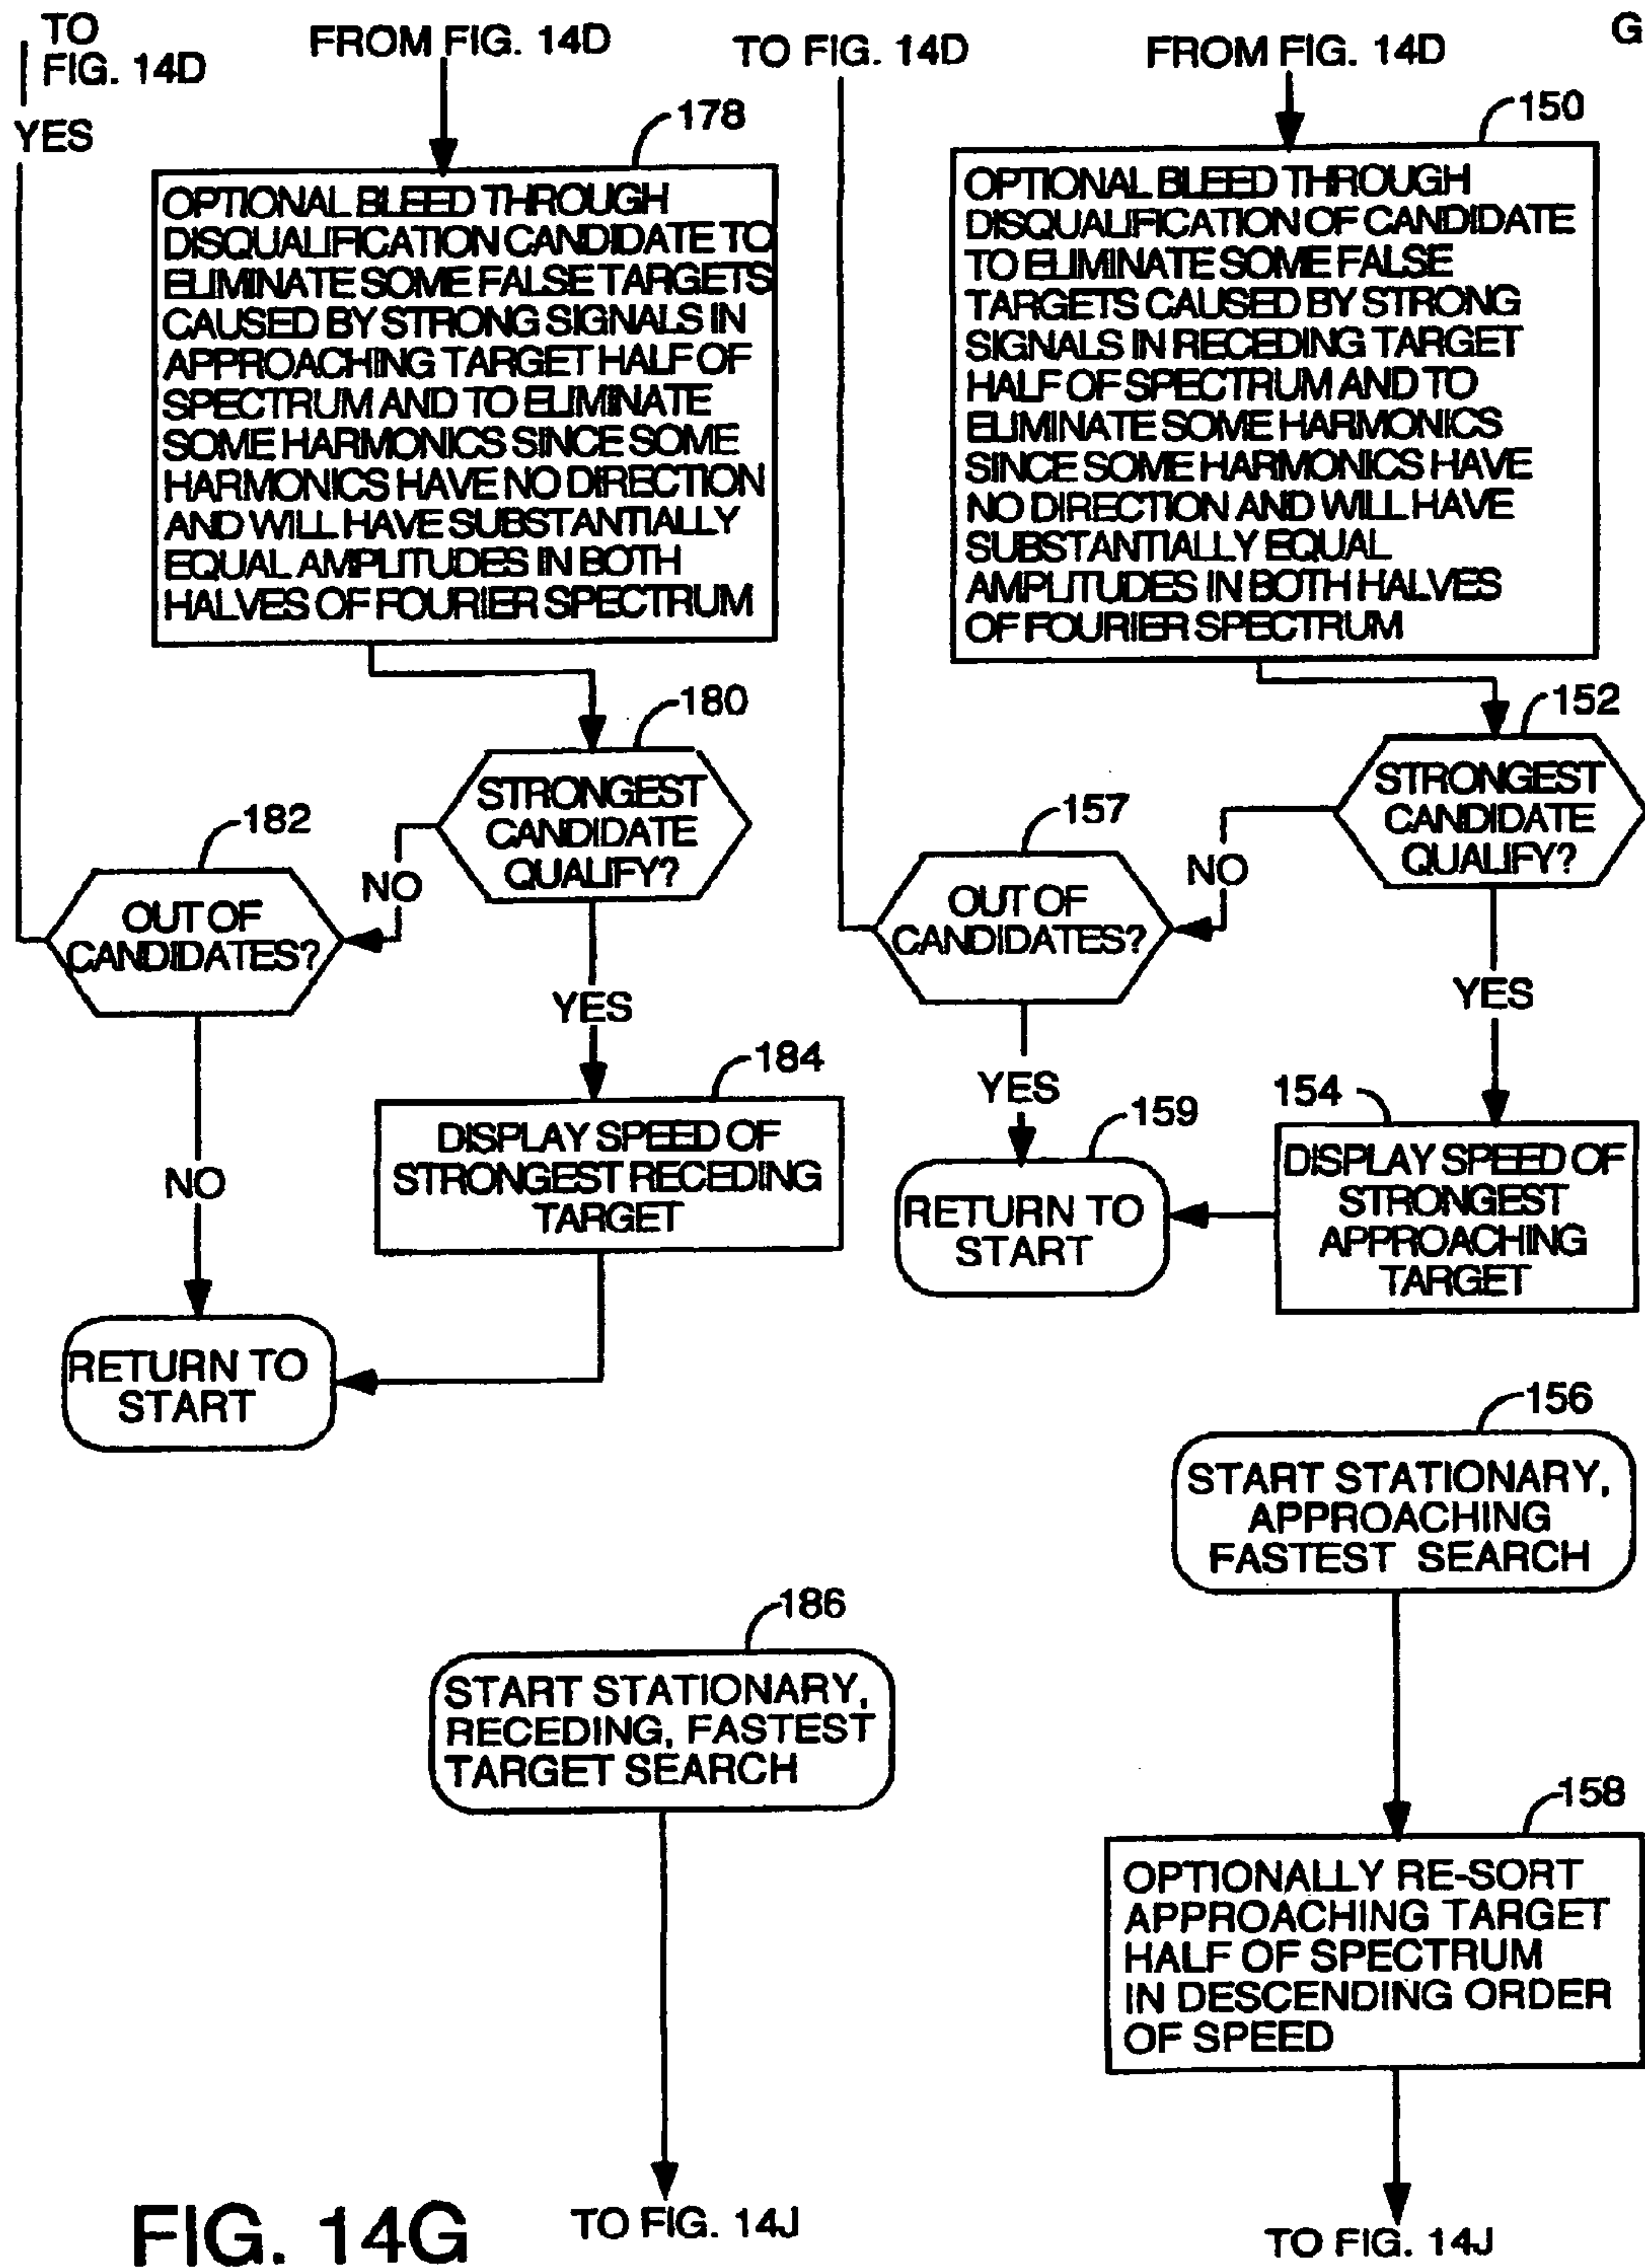 TO
FIG. 14D
YES
FROM FIG. 14D
178
OPTIONAL BLEED THROUGH
DISQUALIFICATION CANDIDATE TO
ELIMINATE SOME FALSE TARGETS
CAUSED BY STRONG SIGNALS IN
APPROACHING TARGET HALF OF
SPECTRUM AND TO ELIMINATE
SOME HARMONICS SINCE SOME
HARMONICS HAVE NO DIRECTION
AND WILL HAVE SUBSTANTIALLY
EQUAL AMPLITUDES IN BOTH
HALVES OF FOURIER SPECTRUM
180
STRONGEST
CANDIDATE
QUALIFY?
NO
182
OUT OF
CANDIDATES?
YES
NO
184
DISPLAY SPEED OF
STRONGEST RECEDING
TARGET
RETURN TO
START
TO FIG. 14D
FROM FIG. 14D
G
150
OPTIONAL BLEED THROUGH
DISQUALIFICATION OF CANDIDATE
TO ELIMINATE SOME FALSE
TARGETS CAUSED BY STRONG
SIGNALS IN RECEDING TARGET
HALF OF SPECTRUM AND TO
ELIMINATE SOME HARMONICS
SINCE SOME HARMONICS HAVE
NO DIRECTION AND WILL HAVE
SUBSTANTIALLY EQUAL
AMPLITUDES IN BOTH HALVES
OF FOURIER SPECTRUM
152
STRONGEST
CANDIDATE
QUALIFY?
NO
157
OUT OF
CANDIDATES?
YES
YES
159
RETURN TO
START
154
DISPLAY SPEED OF
STRONGEST
APPROACHING
TARGET
156
START STATIONARY,
APPROACHING
FASTEST SEARCH
186
START STATIONARY,
RECEDING, FASTEST
TARGET SEARCH
158
OPTIONALLY RE-SORT
APPROACHING TARGET
HALF OF SPECTRUM
IN DESCENDING ORDER
OF SPEED
FIG. 14G
TO FIG. 14J
TO FIG. 14J